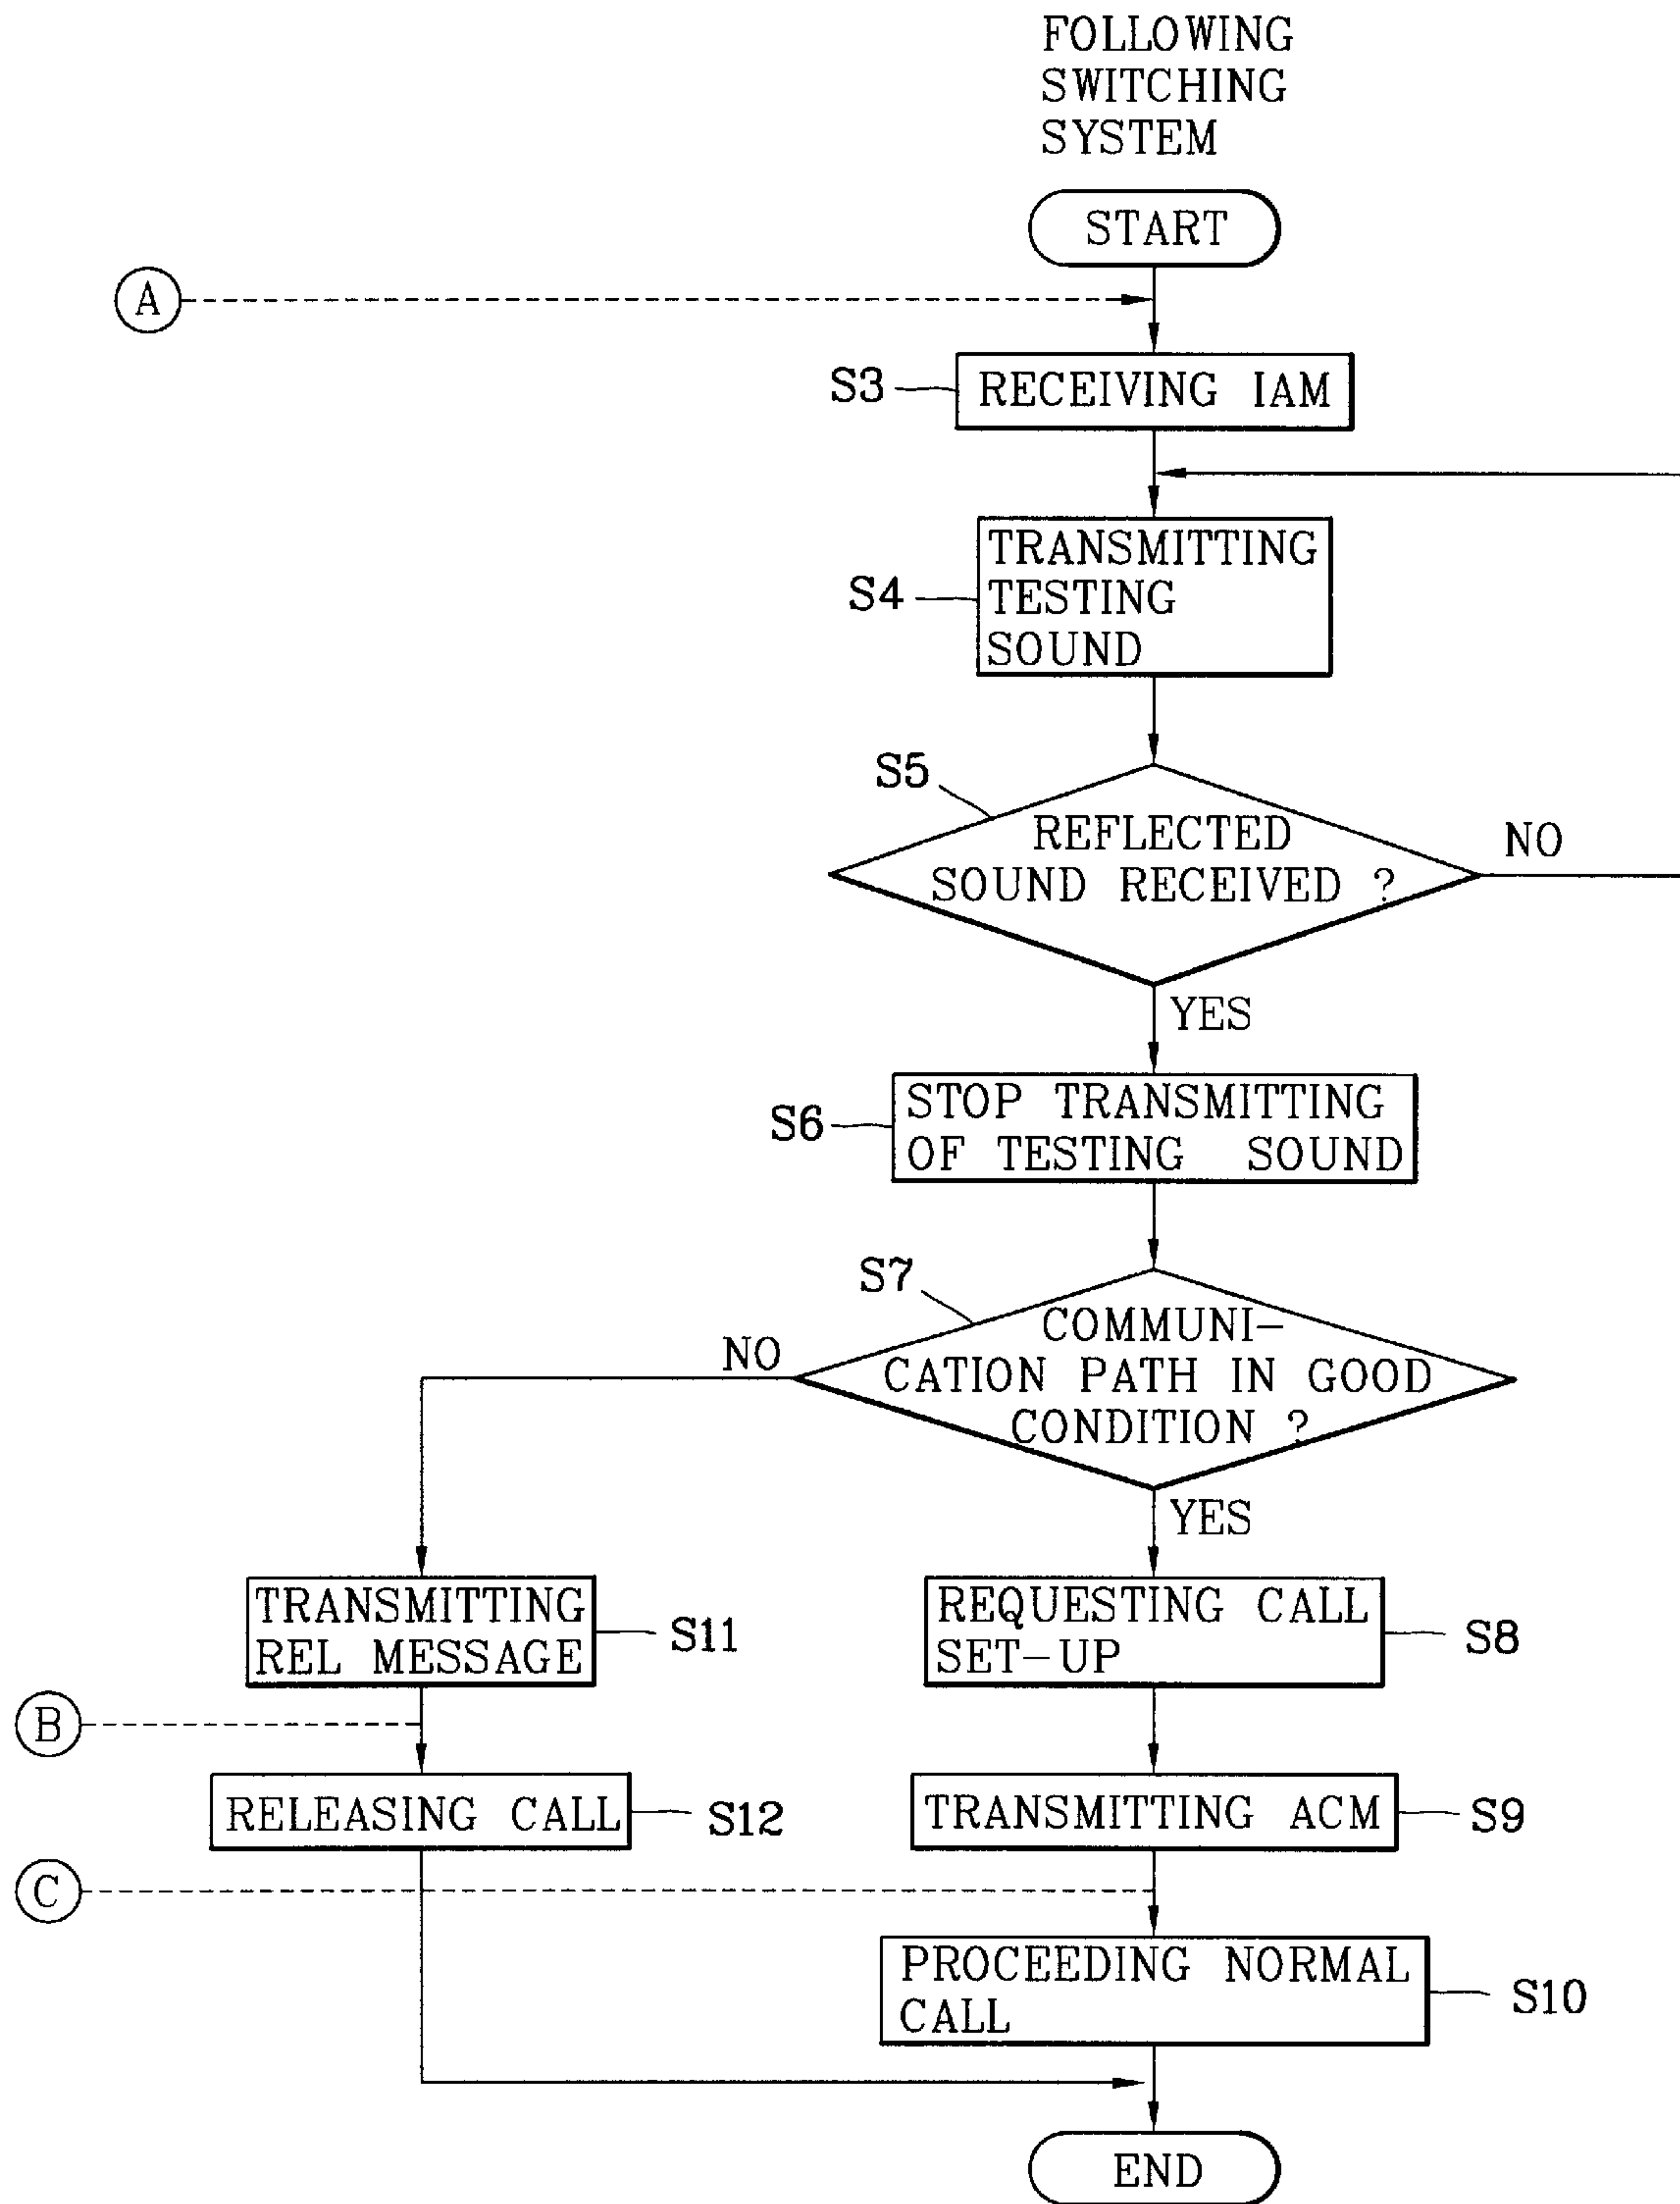 FOLLOWING
SWITCHING
SYSTEM
START
A
S3
RECEIVING IAM
TRANSMITTING
TESTING
SOUND
S4
S5
REFLECTED
SOUND RECEIVED ?
NO
YES
S6
STOP TRANSMITTING
OF TESTING SOUND
S7
COMMUNI-
CATION PATH IN GOOD
CONDITION ?
NO
YES
TRANSMITTING
REL MESSAGE
S11
REQUESTING CALL
SET-UP
S8
B
RELEASING CALL
S12
TRANSMITTING ACM
S9
C
PROCEEDING NORMAL
CALL
S10
END